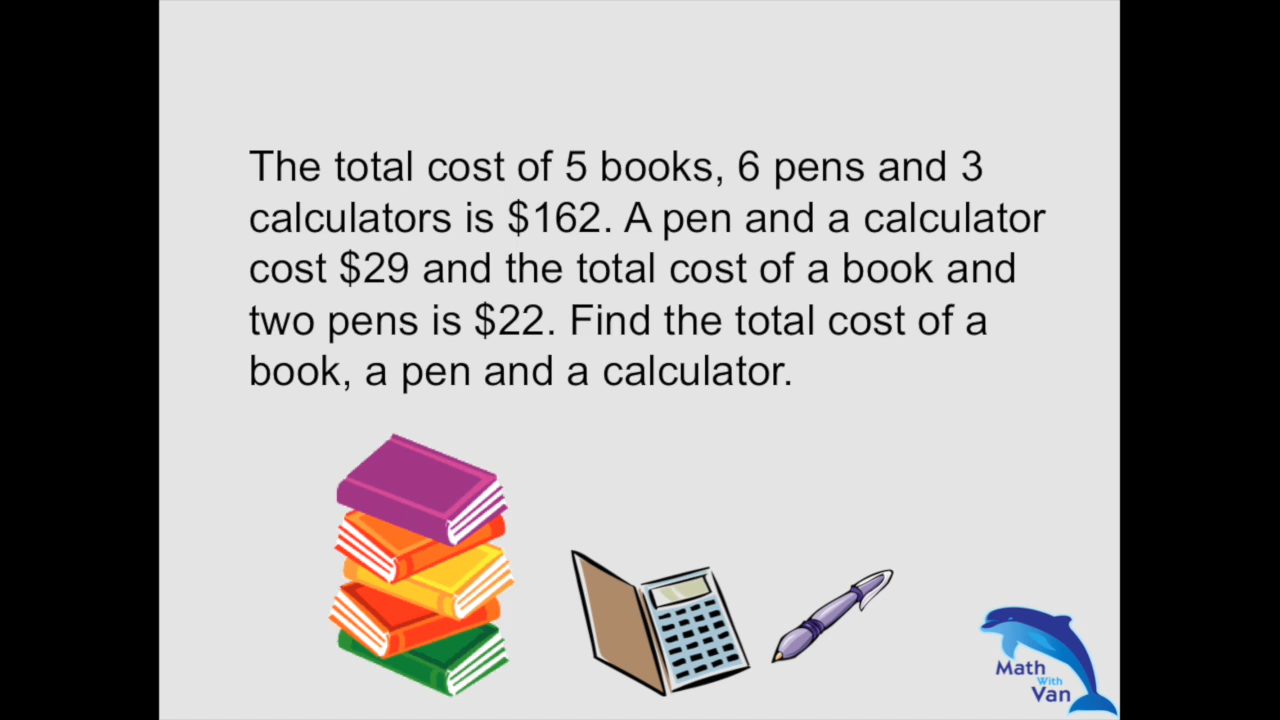 The total cost of 5 books, 6 pens and 3
calculators is $162. A pen and a calculator
cost $29 and the total cost of a book and
two pens is $22. Find the total cost of a
book, a pen and a calculator.
Math
With
Van